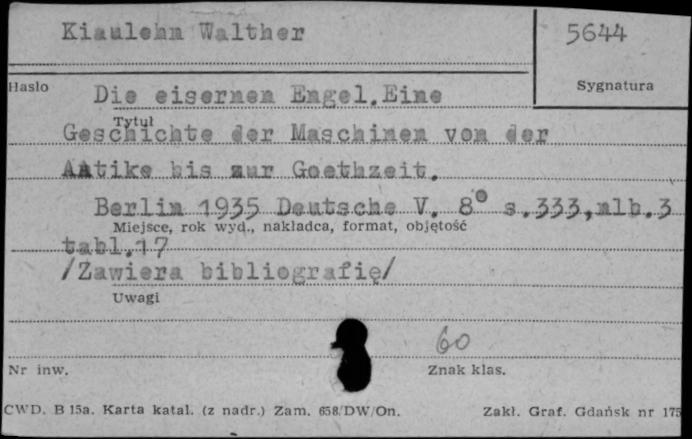 Kiaulehn Walther
5644
Hasło
Sygnatura
Die eisernen Engel.Eine
Tytuł
Geschichte der Maschinen von der
Antike bis zur Goethzeit.
Berlin 1935 Deutsche V. 8° s.333,nlb.3
Miejsce, rok wyd., nakładca, format, objętość
tabl.17
/Zawiera bibliografię/
Uwagi
60
Nr inw.
Znak klas.
CWD. B 15a. Karta katal. (z nadr.) Zam. 658/DW/On.
Zakł. Graf. Gdańsk nr 175